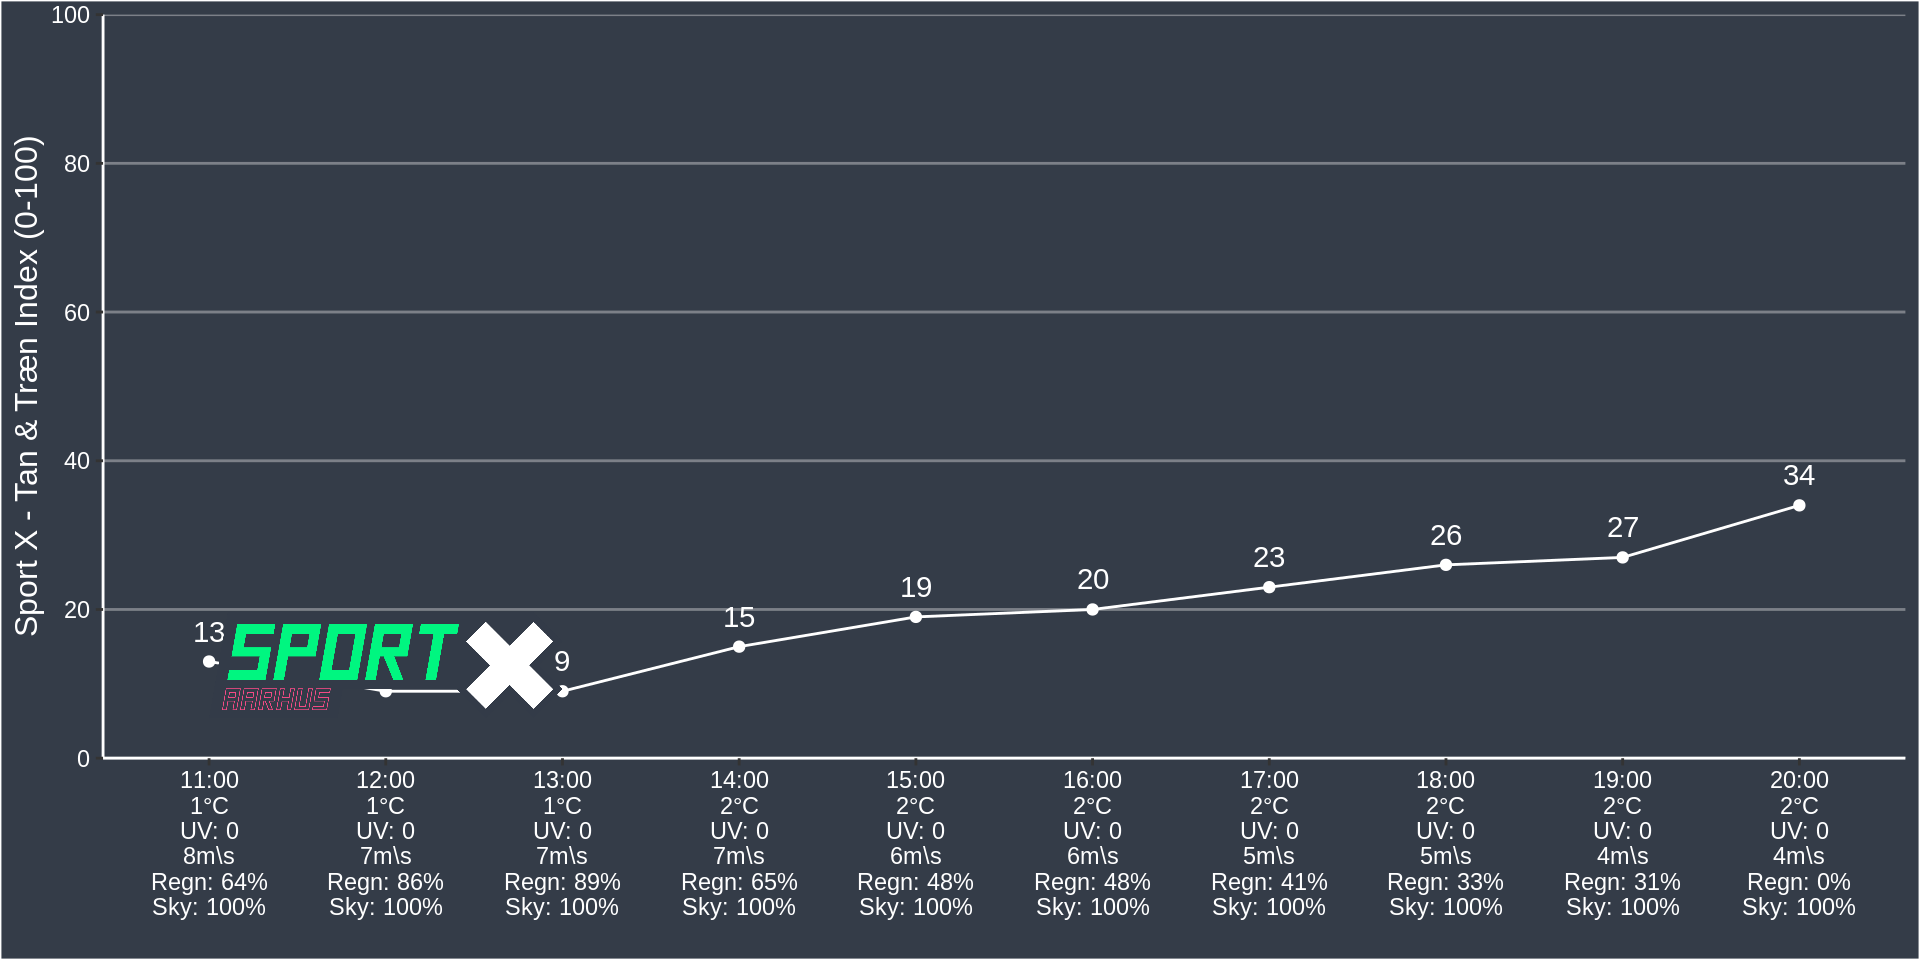 Sport X - Tan & Træn Index (0-100)
100
80
60
40
20
0
13
9
15
19
20
23
26
27
34
SPORT X
AARHUS
11:00 12:00 13:00 14:00 15:00 16:00 17:00 18:00 19:00 20:00
1°C 1°C 1°C 2°C 2°C 2°C 2°C 2°C 2°C 2°C
UV: 0 UV: 0 UV: 0 UV: 0 UV: 0 UV: 0 UV: 0 UV: 0 UV: 0 UV: 0
8m\s 7m\s 7m\s 7m\s 6m\s 6m\s 5m\s 5m\s 4m\s 4m\s
Regn: 64% Regn: 86% Regn: 89% Regn: 65% Regn: 48% Regn: 48% Regn: 41% Regn: 33% Regn: 31% Regn: 0%
Sky: 100% Sky: 100% Sky: 100% Sky: 100% Sky: 100% Sky: 100% Sky: 100% Sky: 100% Sky: 100% Sky: 100%